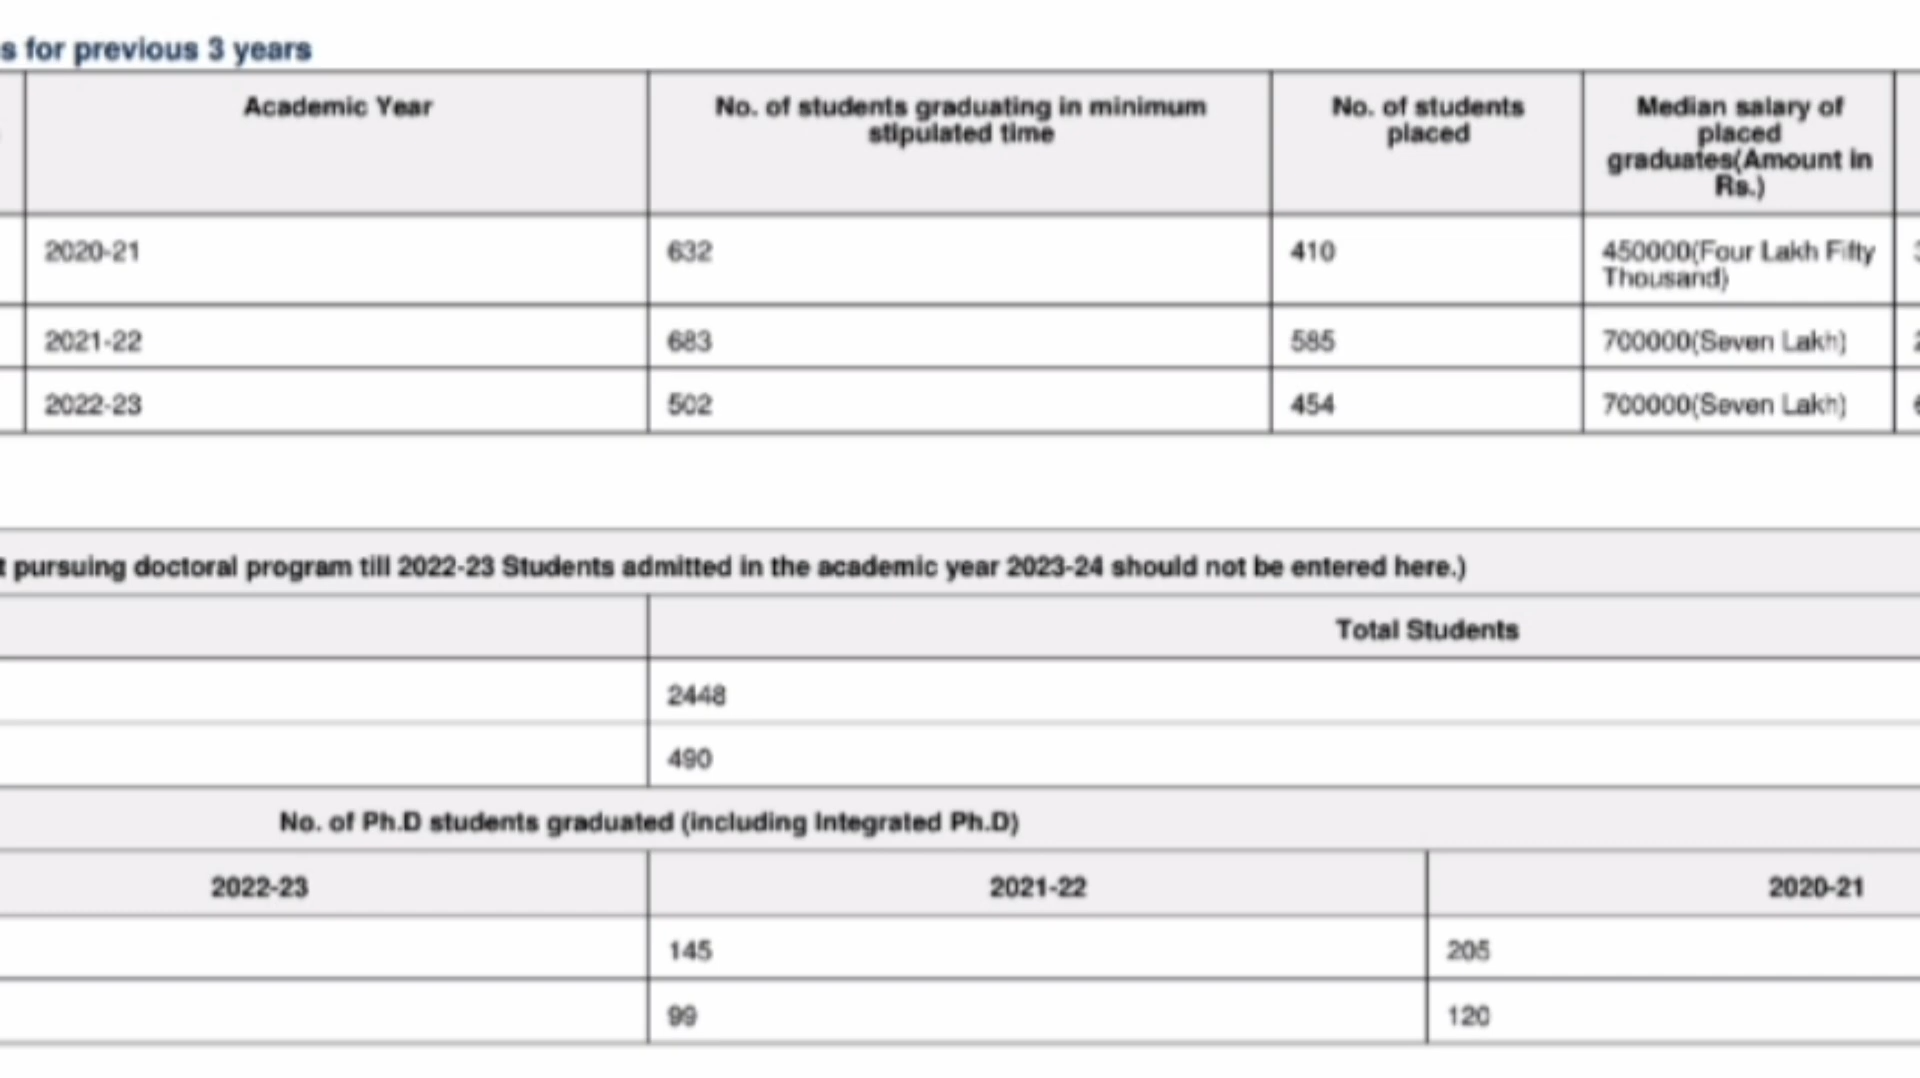 s for previous 3 years
Academic Year
No. of students graduating in minimum
stipulated time
No. of students
placed
Median salary of
placed
graduates(Amount in
Rs.)
2020-21
632
410
450000(Four Lakh Fifty
Thousand)
2021-22
683
585
700000(Seven Lakh)
2022-23
502
454
700000(Seven Lakh)
pursuing doctoral program till 2022-23 Students admitted in the academic year 2023-24 should not be entered here.)
Total Students
2448
490
No. of Ph.D students graduated (including Integrated Ph.D)
2022-23
2021-22
2020-21
145
205
99
120